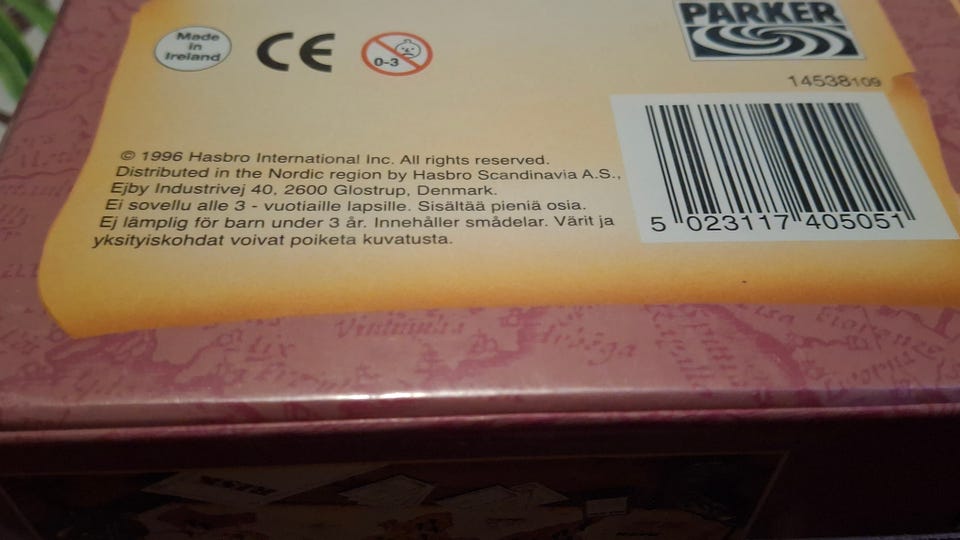 Made
in
Ireland
CE
0-3
PARKER
14538109
© 1996 Hasbro International Inc. All rights reserved.
Distributed in the Nordic region by Hasbro Scandinavia A.S.,
Ejby Industrivej 40, 2600 Glostrup, Denmark.
Ei sovellu alle 3 - vuotiaille lapsille. Sisältää pieniä osia.
Ej lämplig för barn under 3 år. Innehåller smådelar. Värit ja
yksityiskohdat voivat poiketa kuvatusta.
5 023117 405051
RISK